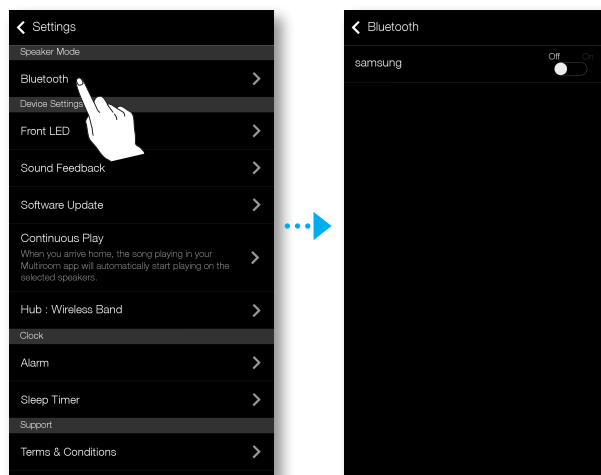 Settings
Speaker Mode
Bluetooth
Device Settings
Front LED
Sound Feedback
Software Update
Continuous Play
When you arrive home, the song playing in your
Multiroom app will automatically start playing on the
selected speakers.
Hub : Wireless Band
Clock
Alarm
Sleep Timer
Support
Terms & Conditions
Bluetooth
samsung
Off On